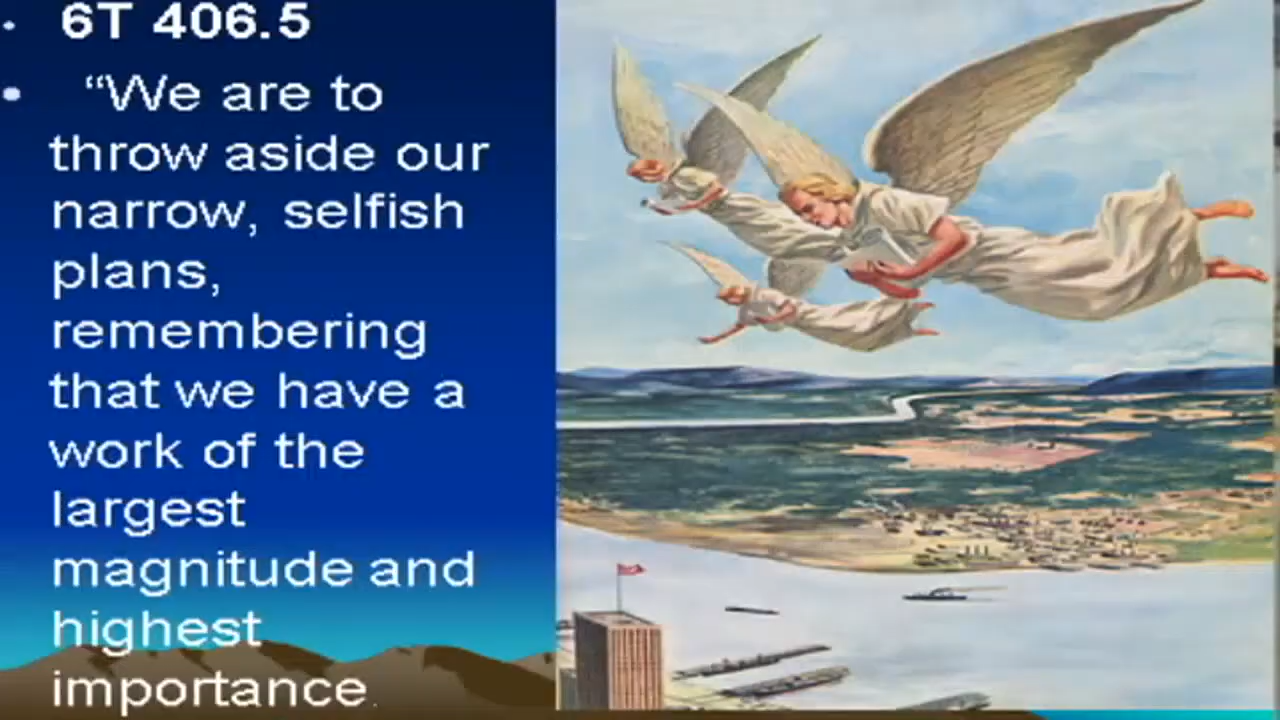 • 6T 406.5
• “We are to
throw aside our
narrow, selfish
plans,
remembering
that we have a
work of the
largest
magnitude and
highest
importance.